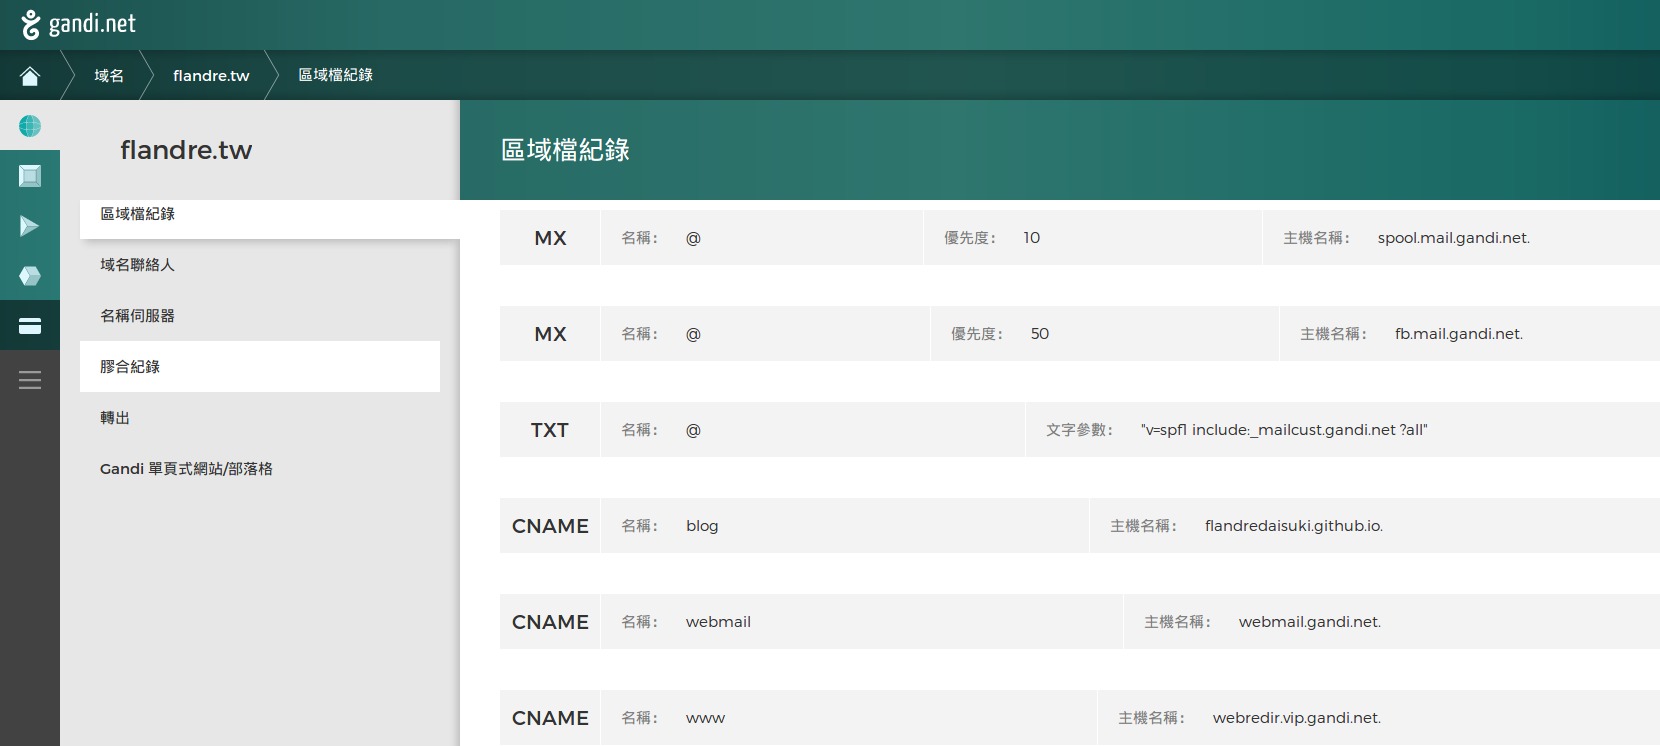 gandi.net
域名 flandre.tw 區域檔紀錄
flandre.tw
區域檔紀錄
域名聯絡人
名稱伺服器
膠合紀錄
轉出
Gandi 單頁式網站/部落格
區域檔紀錄
MX 名稱： @ 優先度： 10 主機名稱： spool.mail.gandi.net.
MX 名稱： @ 優先度： 50 主機名稱： fb.mail.gandi.net.
TXT 名稱： @ 文字參數： "v=spf1 include:_mailcust.gandi.net ?all"
CNAME 名稱： blog 主機名稱： flandredaisuki.github.io.
CNAME 名稱： webmail 主機名稱： webmail.gandi.net.
CNAME 名稱： www 主機名稱： webredir.vip.gandi.net.